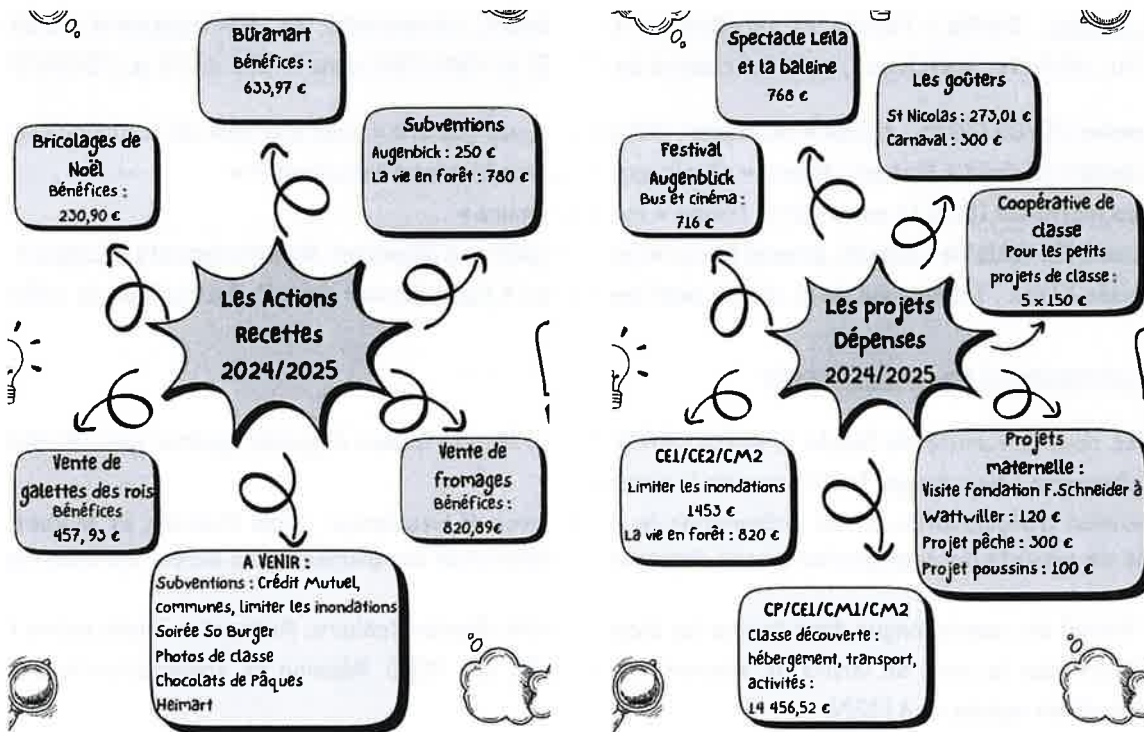 Büramart
Bénéfices :
633,97 €
Bricolages de
Noël
Bénéfices :
230,90 €
Subventions
Augenbick : 250 €
La vie en forêt : 780 €
Les Actions
Recettes
2024/2025
Vente de
galettes des rois
Bénéfices
457,93 €
Vente de
fromages
Bénéfices :
820,89€
A VENIR :
Subventions : Crédit Mutuel,
communes, limiter les inondations
Soirée So Burger
Photos de classe
Chocolats de Pâques
Heimart
Spectacle Leïla
et la baleine
768 €
Les goûters
St Nicolas : 273,01 €
Carnaval : 300 €
Festival
Augenblick
Bus et cinéma :
716 €
Coopérative de
classe
Pour les petits
projets de classe :
5 x 150 €
Les projets
Dépenses
2024/2025
CE1/CE2/CM2
Limiter les inondations
1453 €
La vie en forêt : 820 €
Projets
maternelle :
Visite fondation F.Schneider à
Wattwiller : 120 €
Projet pêche : 300 €
Projet poussins : 100 €
CP/CE1/CM1/CM2
Classe découverte :
hébergement, transport,
activités :
14 456,52 €